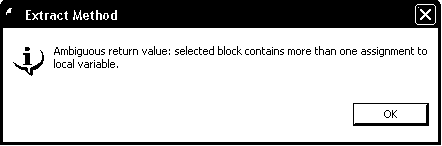 Extract Method
Ambiguous return value: selected block contains more than one assignment to
local variable.
OK